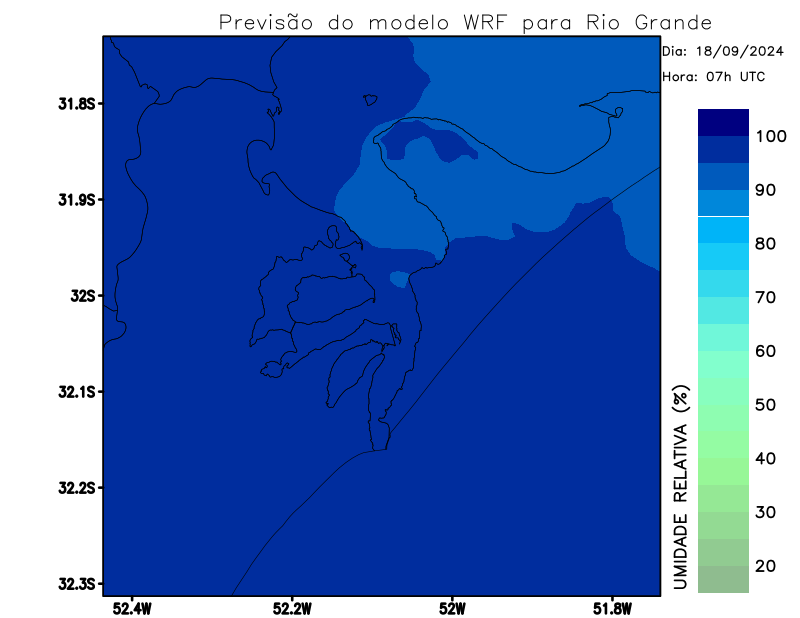 Previsão do modelo WRF para Rio Grande
Dia: 18/09/2024
Hora: 07h UTC
31.8S
31.9S
32S
32.1S
32.2S
32.3S
52.4W
52.2W
52W
51.8W
100
90
80
70
60
50
40
30
20
UMIDADE RELATIVA (%)